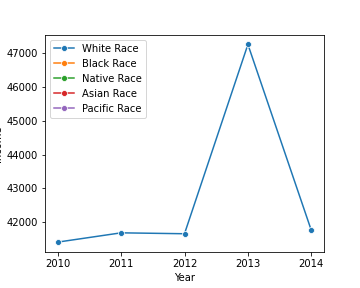 White Race
Black Race
Native Race
Asian Race
Pacific Race
47000
46000
45000
44000
43000
42000
2010 2011 2012 2013 2014
Year